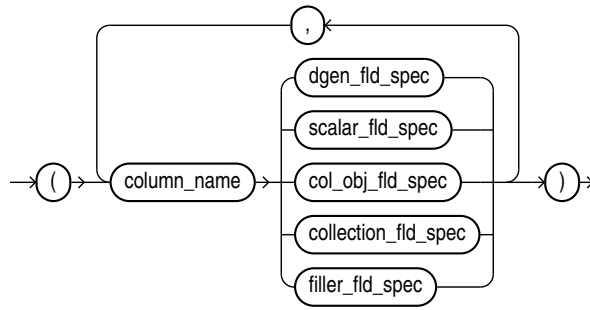 ,
dgen_fld_spec
scalar_fld_spec
( column_name col_obj_fld_spec )
collection_fld_spec
filler_fld_spec